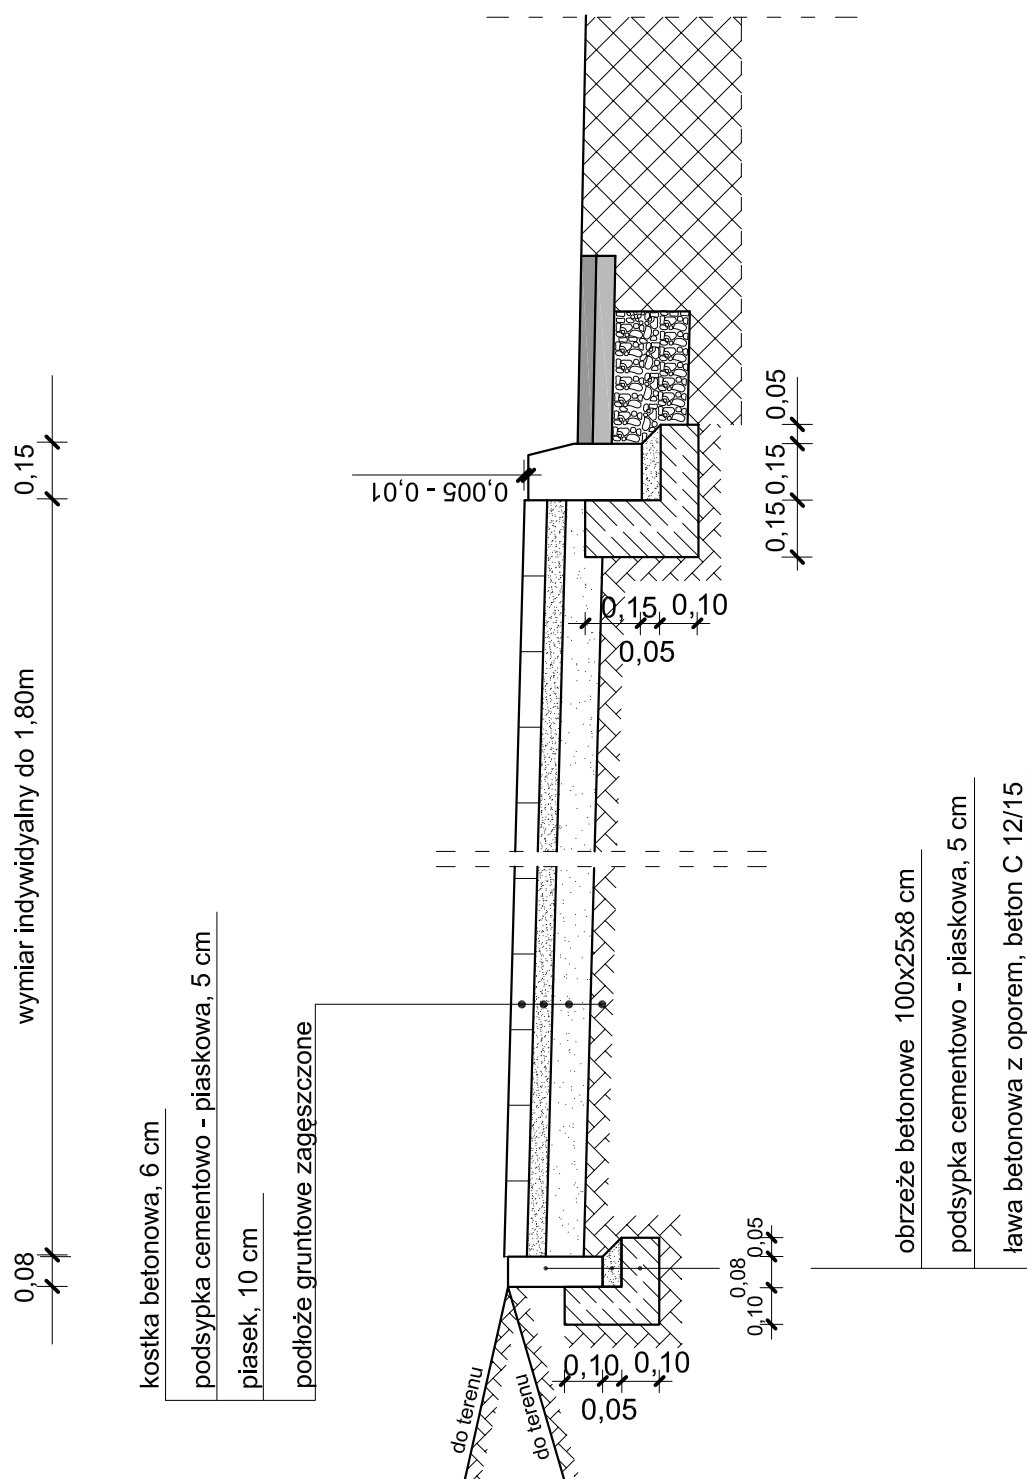 0,08
wymiar indywidyalny do 1,80m
0,15
kostka betonowa, 6 cm
podsypka cementowo - piaskowa, 5 cm
piasek, 10 cm
podłoże gruntowe zagęszczone
0,005 - 0,01
do terenu
do terenu
0,10
0,10
0,05
0,10
0,08
0,05
0,15
0,10
0,05
0,15
0,15
0,05
obrzeże betonowe 100x25x8 cm
podsypka cementowo - piaskowa, 5 cm
ława betonowa z oporem, beton C 12/15